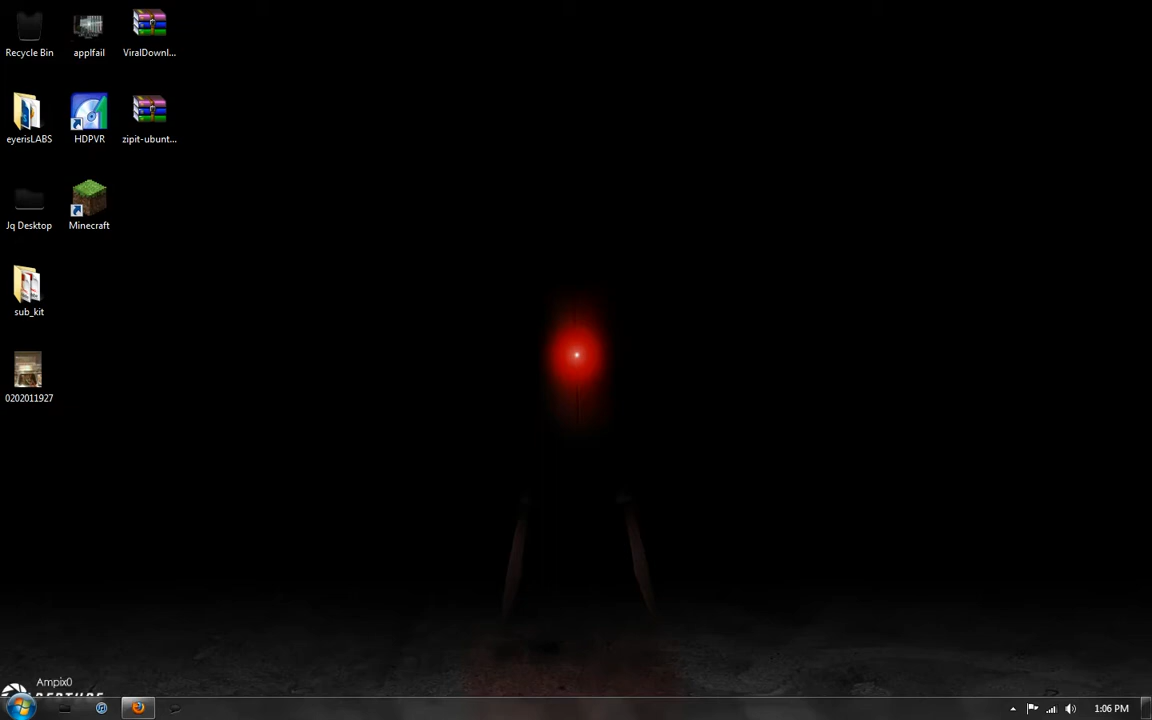 Recycle Bin
applfail
ViralDownl...
eyerisLABS
HDPVR
zipit-ubunt...
Jq Desktop
Minecraft
sub_kit
0202011927
Ampix0
1:06 PM